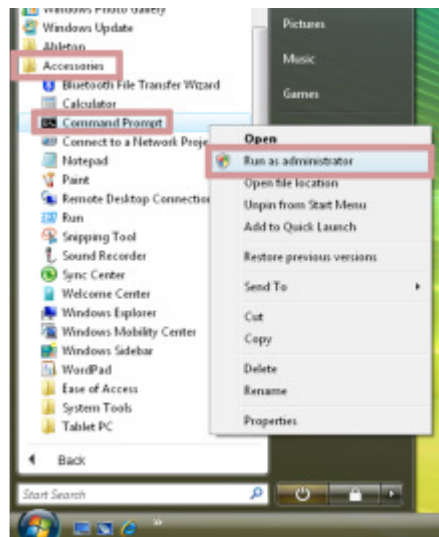 Windows Photo Gallery
Windows Update
Ableton
Accessories
Bluetooth File Transfer Wizard
Calculator
Command Prompt
Connect to a Network Proje
Notepad
Paint
Remote Desktop Connection
Run
Snipping Tool
Sound Recorder
Sync Center
Welcome Center
Windows Explorer
Windows Mobility Center
Windows Sidebar
WordPad
Ease of Access
System Tools
Tablet PC
Back
Start Search
Pictures
Music
Games
Open
Run as administrator
Open file location
Unpin from Start Menu
Add to Quick Launch
Restore previous versions
Send To
Cut
Copy
Delete
Rename
Properties